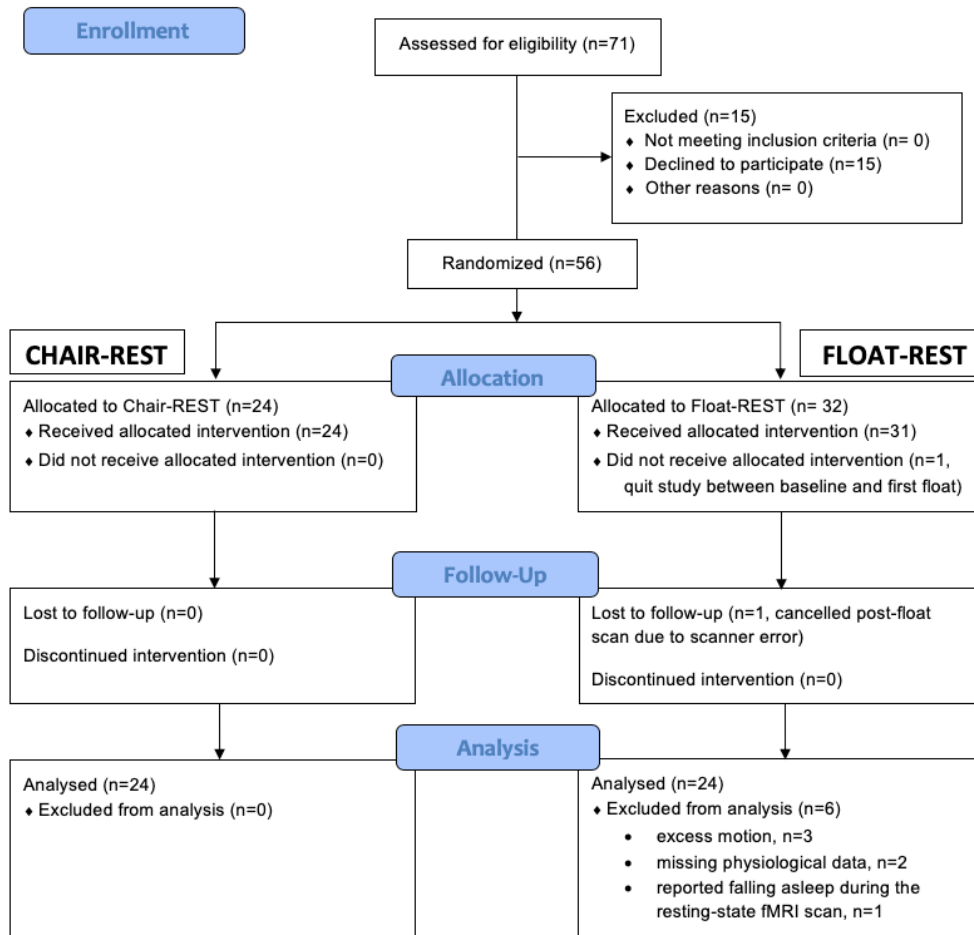 Enrollment
Assessed for eligibility (n=71)
Excluded (n=15)
♦ Not meeting inclusion criteria (n= 0)
♦ Declined to participate (n=15)
♦ Other reasons (n= 0)
Randomized (n=56)
CHAIR-REST
FLOAT-REST
Allocation
Allocated to Chair-REST (n=24)
♦ Received allocated intervention (n=24)
♦ Did not receive allocated intervention (n=0)
Allocated to Float-REST (n= 32)
♦ Received allocated intervention (n=31)
♦ Did not receive allocated intervention (n=1,
quit study between baseline and first float)
Follow-Up
Lost to follow-up (n=0)
Discontinued intervention (n=0)
Lost to follow-up (n=1, cancelled post-float
scan due to scanner error)
Discontinued intervention (n=0)
Analysis
Analysed (n=24)
♦ Excluded from analysis (n=0)
Analysed (n=24)
♦ Excluded from analysis (n=6)
• excess motion, n=3
• missing physiological data, n=2
• reported falling asleep during the
resting-state fMRI scan, n=1